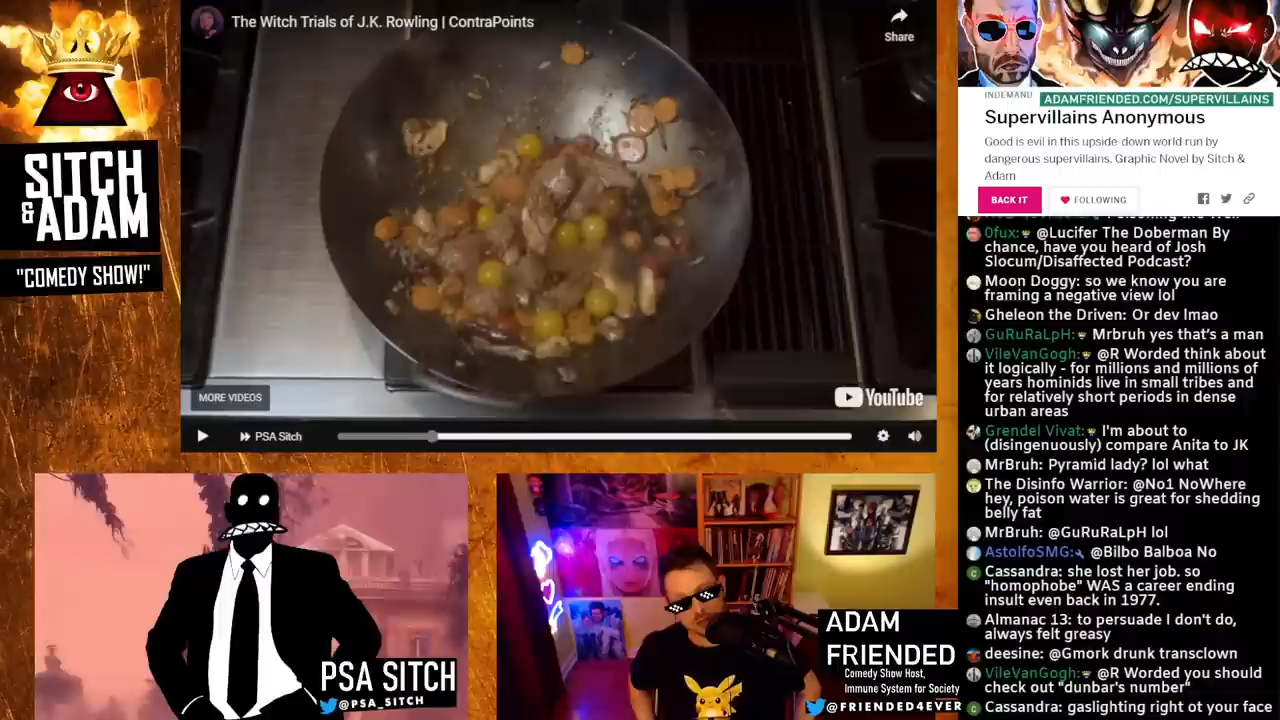 The Witch Trials of J.K. Rowling | ContraPoints
Share
SITCH
& ADAM
"COMEDY SHOW!"
MORE VIDEOS
YouTube
PSA Sitch
PSA SITCH
@PSA_SITCH
ADAM
FRIENDED
Comedy Show Host,
Immune System for Society
@FRIENDED4EVER
INDEMAND
ADAMFRIENDED.COM/SUPERVILLAINS
Supervillains Anonymous
Good is evil in this upside-down world run by
dangerous supervillains. Graphic Novel by Sitch &
Adam
BACK IT
FOLLOWING
0fux: @Lucifer The Doberman By
chance, have you heard of Josh
Slocum/Disaffected Podcast?
Moon Doggy: so we know you are
framing a negative view lol
Gheleon the Driven: Or dev lmao
GuRuRaLpH: Mrbruh yes that's a man
VileVanGogh: @R Worded think about
it logically - for millions and millions of
years hominids live in small tribes and
for relatively short periods in dense
urban areas
Grendel Vivat: I'm about to
(disingenuously) compare Anita to JK
MrBruh: Pyramid lady? lol what
The Disinfo Warrior: @No1 NoWhere
hey, poison water is great for shedding
belly fat
MrBruh: @GuRuRaLpH lol
AstolfoSMG: @Bilbo Balboa No
Cassandra: she lost her job. so
"homophobe" WAS a career ending
insult even back in 1977.
Almanac 13: to persuade I don't do,
always felt greasy
deesine: @Gmork drunk transclown
VileVanGogh: @R Worded you should
check out "dunbar's number"
Cassandra: gaslighting right ot your face